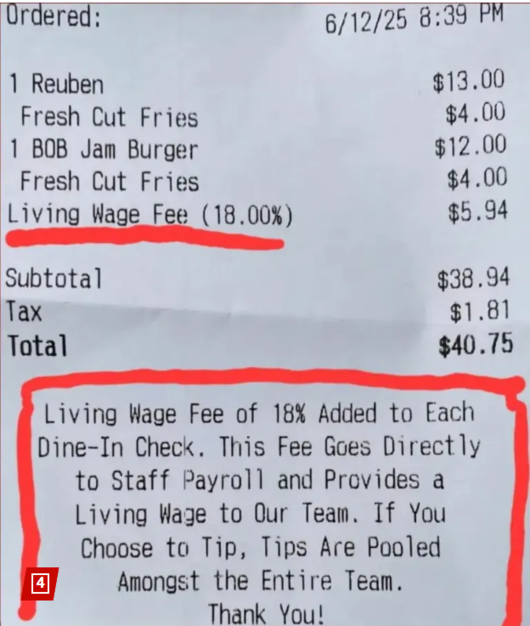 Ordered: 6/12/25 8:39 PM
1 Reuben $13.00
Fresh Cut Fries $4.00
1 BOB Jam Burger $12.00
Fresh Cut Fries $4.00
Living Wage Fee (18.00%) $5.94
Subtotal $38.94
Tax $1.81
Total $40.75
Living Wage Fee of 18% Added to Each
Dine-In Check. This Fee Goes Directly
to Staff Payroll and Provides a
Living Wage to Our Team. If You
Choose to Tip, Tips Are Pooled
Amongst the Entire Team.
Thank You!
4